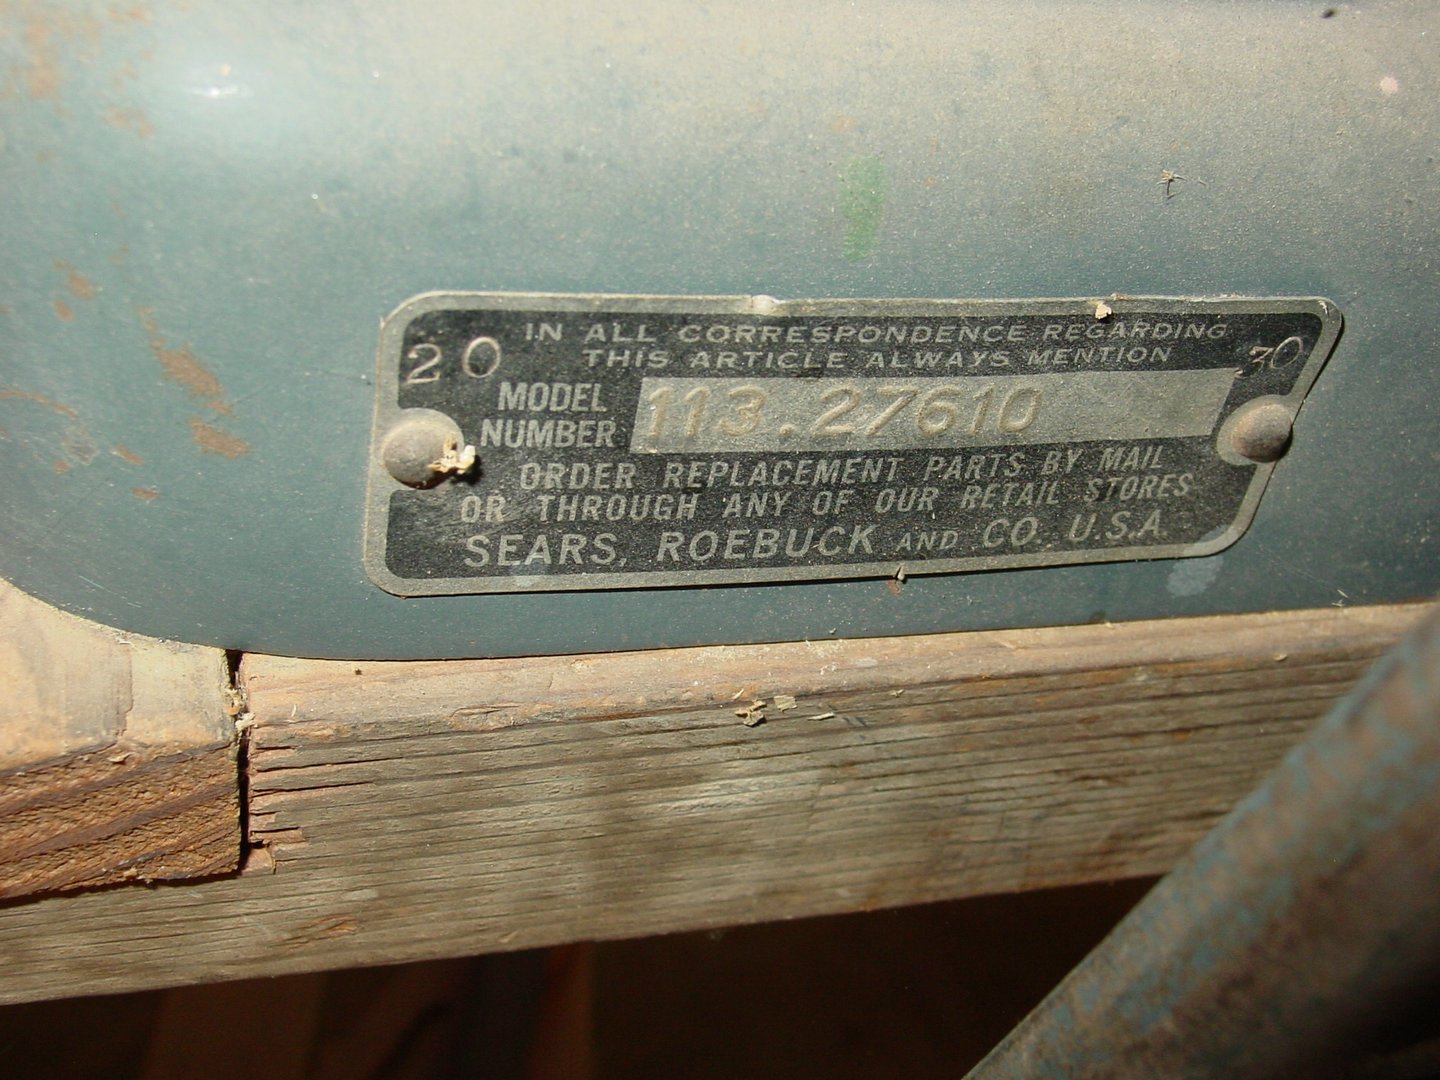 IN ALL CORRESPONDENCE REGARDING
20 THIS ARTICLE ALWAYS MENTION 30
MODEL NUMBER 113.27610
ORDER REPLACEMENT PARTS BY MAIL
OR THROUGH ANY OF OUR RETAIL STORES
SEARS, ROEBUCK AND CO. U.S.A.